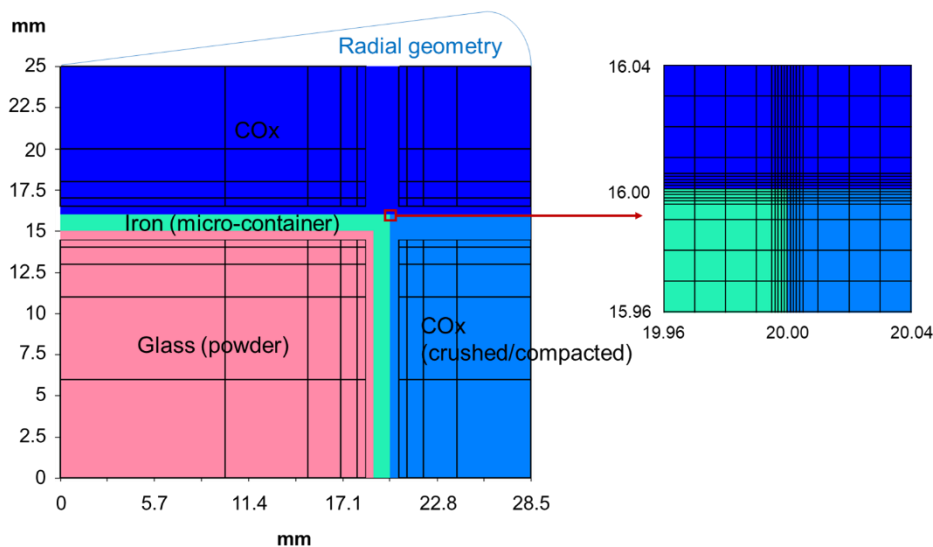 mm
Radial geometry
25
22.5
20
17.5
15
12.5
10
7.5
5
2.5
0
COx
Iron (micro-container)
Glass (powder)
COx
(crushed/compacted)
0 5.7 11.4 17.1 22.8 28.5
mm
16.04
16.00
15.96
19.96 20.00 20.04